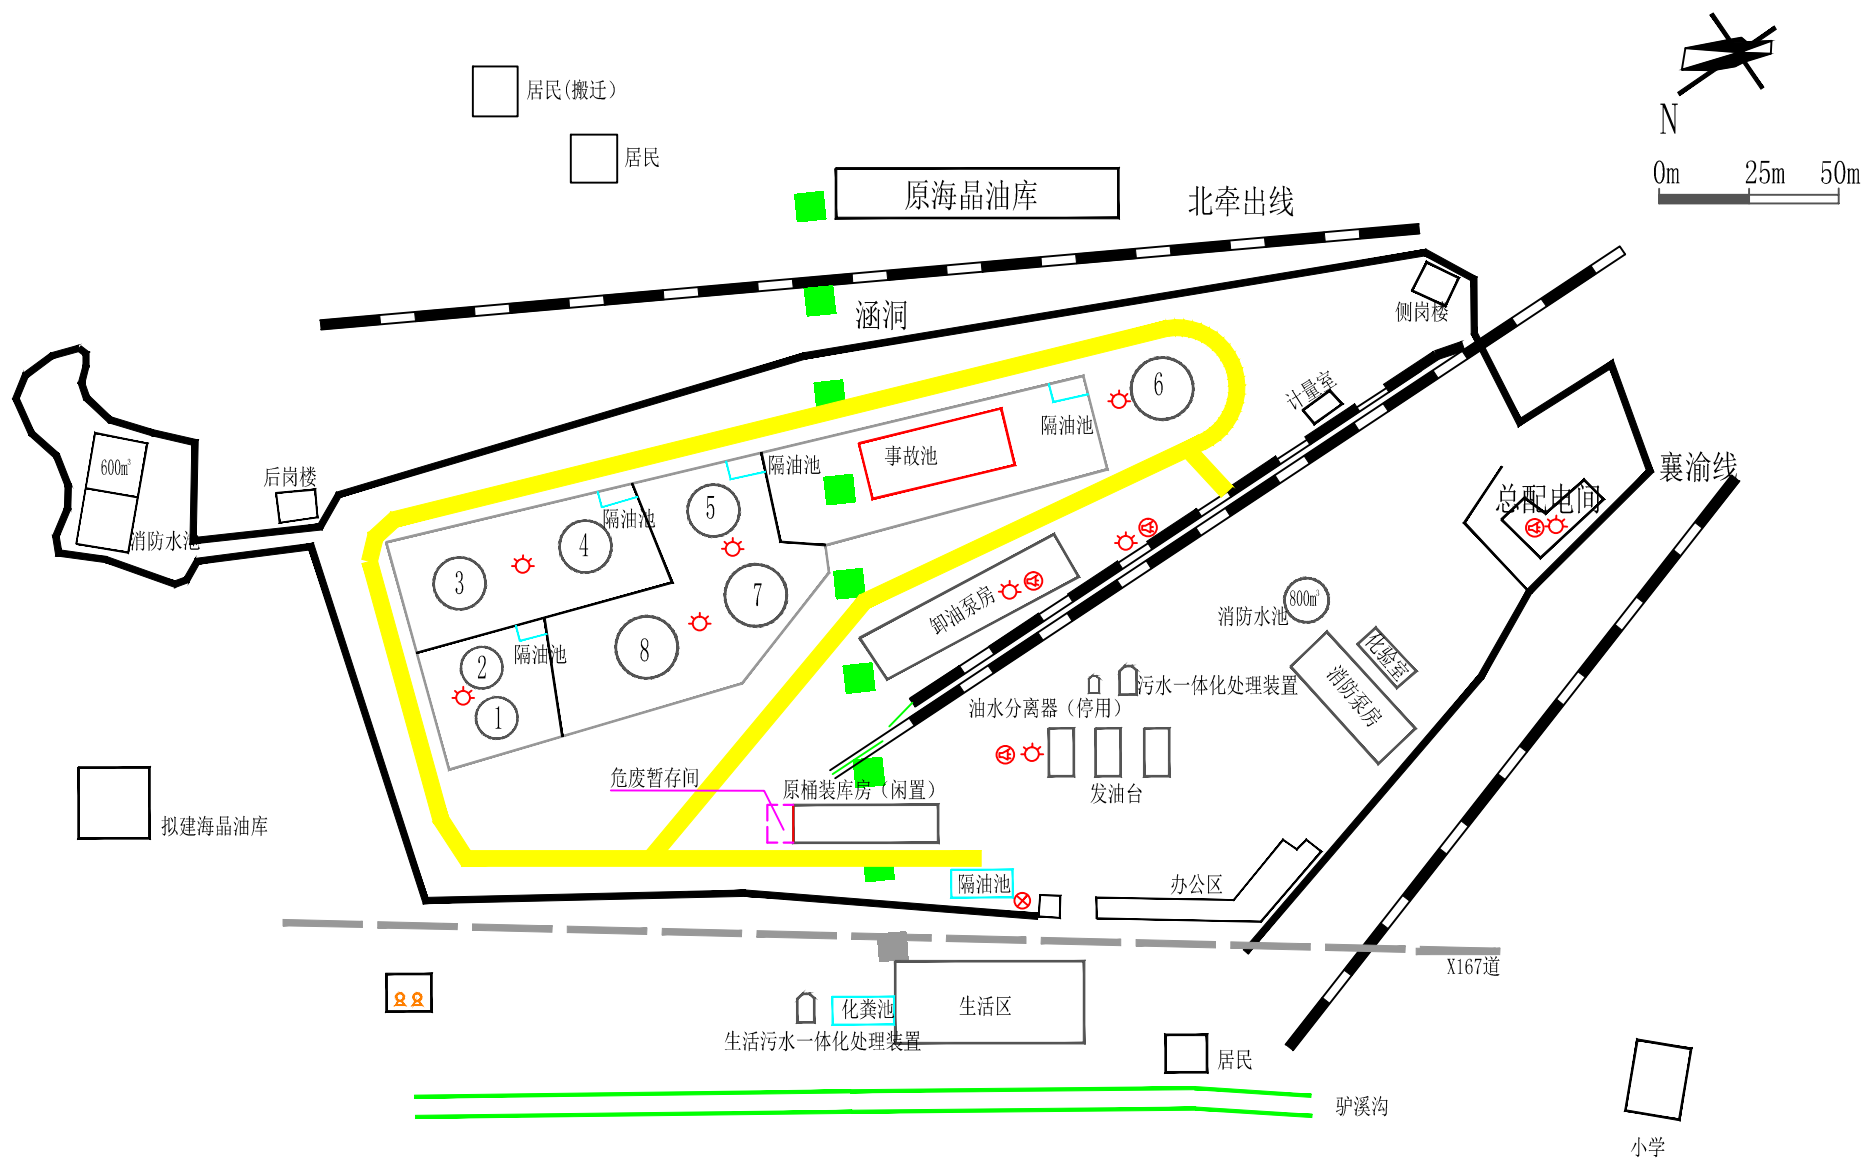 居民(搬迁)
居民
N
0m 25m 50m
原海晶油库
北牵出线
涵洞
侧岗楼
计量室
6
隔油池
事故池
隔油池
600㎥
后岗楼
消防水池
襄渝线
总配电间
5
隔油池
4
3
7
800㎥
消防水池
卸油泵房
化验室
消防泵房
8
隔油池
2
1
污水一体化处理装置
油水分离器（停用）
危废暂存间
原桶装库房（闲置）
发油台
拟建海晶油库
隔油池
办公区
X167道
化粪池
生活区
生活污水一体化处理装置
居民
驴溪沟
小学